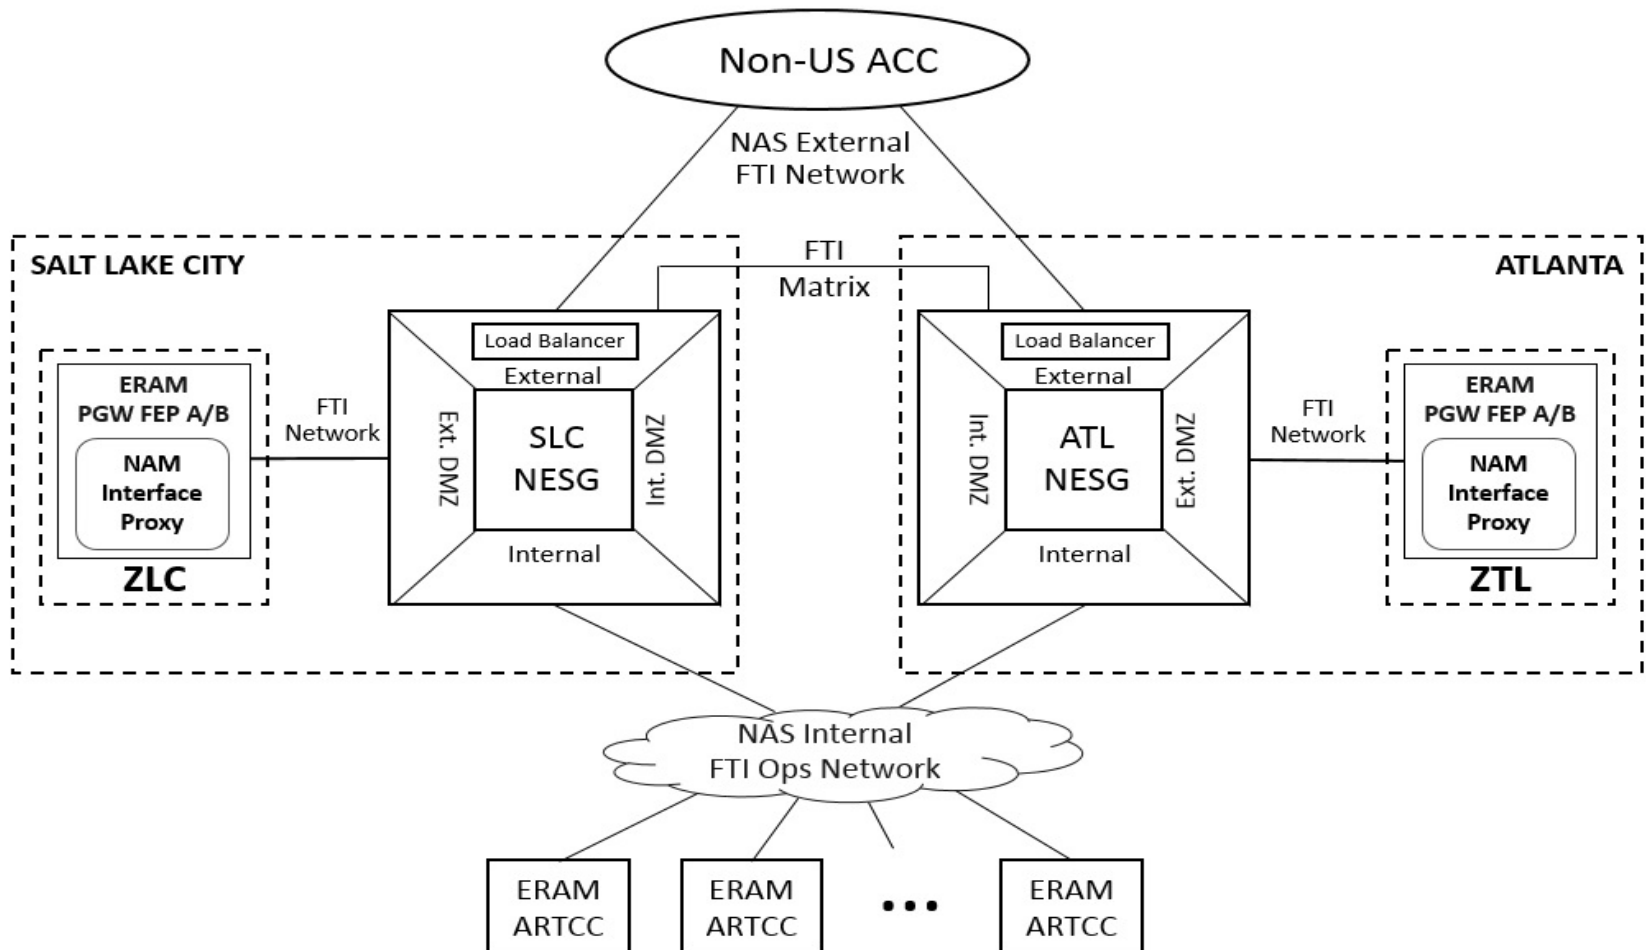 Non-US ACC
NAS External
FTI Network
SALT LAKE CITY
FTI
Matrix
ATLANTA
Load Balancer
External
Ext. DMZ
SLC
NESG
Int. DMZ
Internal
Load Balancer
External
Int. DMZ
ATL
NESG
Ext. DMZ
Internal
ERAM
PGW FEP A/B
NAM
Interface
Proxy
ZLC
FTI
Network
FTI
Network
ERAM
PGW FEP A/B
NAM
Interface
Proxy
ZTL
NAS Internal
FTI Ops Network
ERAM
ARTCC
ERAM
ARTCC
...
ERAM
ARTCC